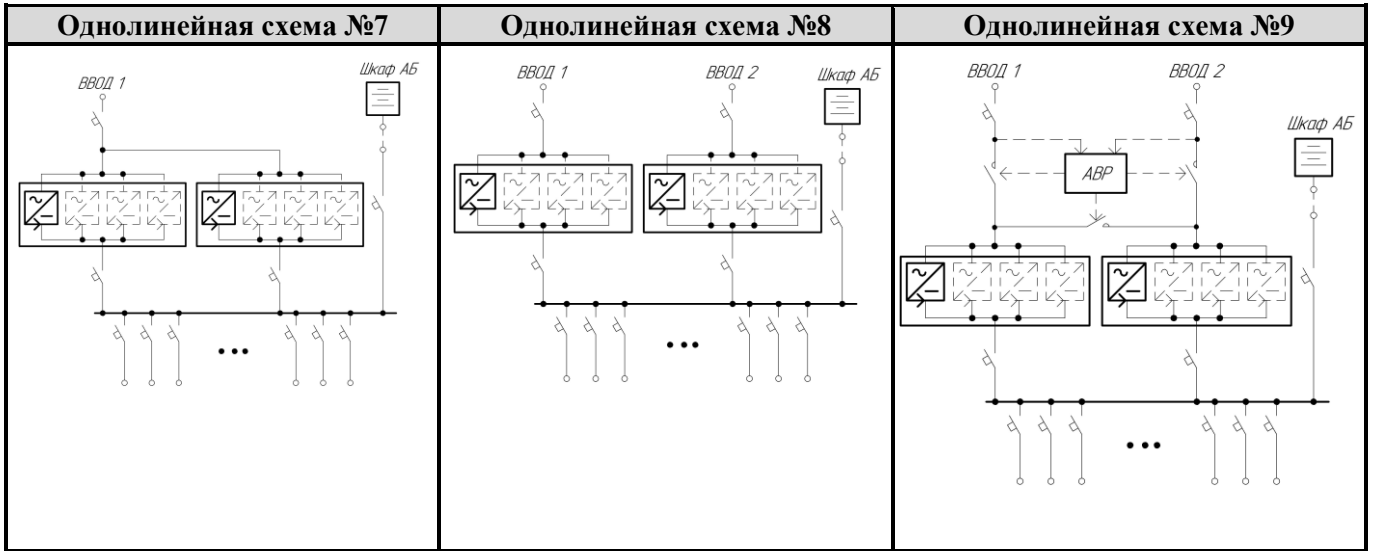 Однолинейная схема №7
Однолинейная схема №8
Однолинейная схема №9
ВВОД 1
Шкаф АБ
ВВОД 1
ВВОД 2
Шкаф АБ
ВВОД 1
ВВОД 2
Шкаф АБ
АВР